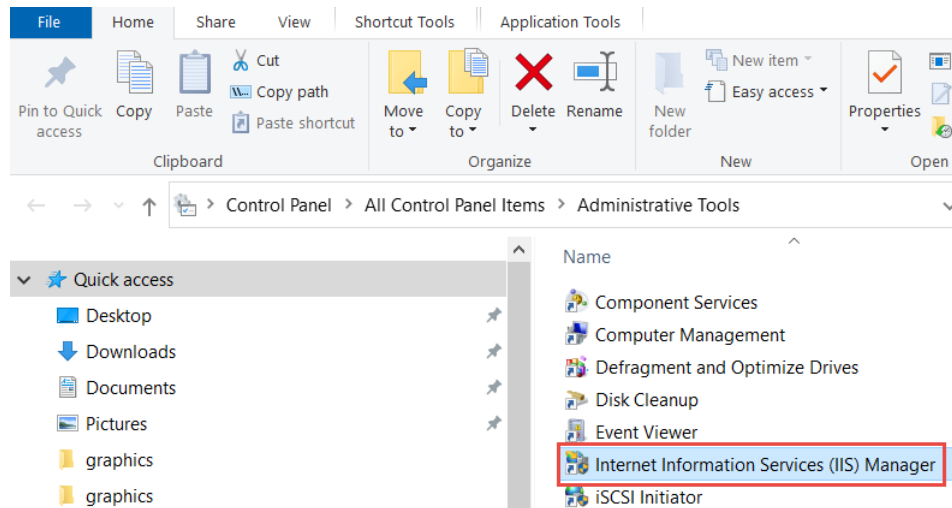 File Home Share View Shortcut Tools Application Tools
Pin to Quick access
Copy
Paste
Cut
Copy path
Paste shortcut
Clipboard
Move to
Copy to
Delete
Rename
Organize
New folder
New item
Easy access
New
Properties
Open
Control Panel > All Control Panel Items > Administrative Tools
Quick access
Desktop
Downloads
Documents
Pictures
graphics
graphics
Name
Component Services
Computer Management
Defragment and Optimize Drives
Disk Cleanup
Event Viewer
Internet Information Services (IIS) Manager
iSCSI Initiator